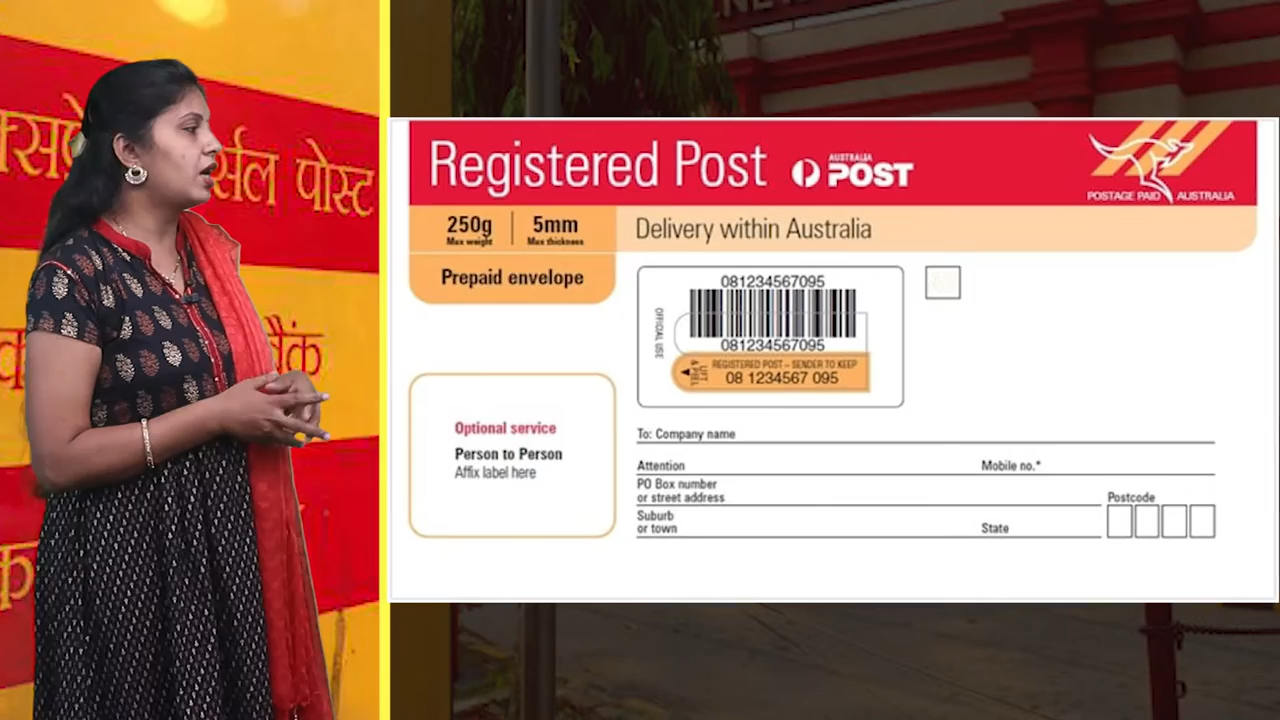 र्सल पोस्ट
Registered Post
AUSTRALIA
POST
POSTAGE PAID AUSTRALIA
250g
Max weight
5mm
Max thickness
Delivery within Australia
Prepaid envelope
081234567095
OFFICIAL USE
081234567095
LIFT
& PEEL
REGISTERED POST – SENDER TO KEEP
08 1234567 095
Optional service
Person to Person
Affix label here
To: Company name
Attention
Mobile no.*
PO Box number
or street address
Postcode
Suburb
or town
State